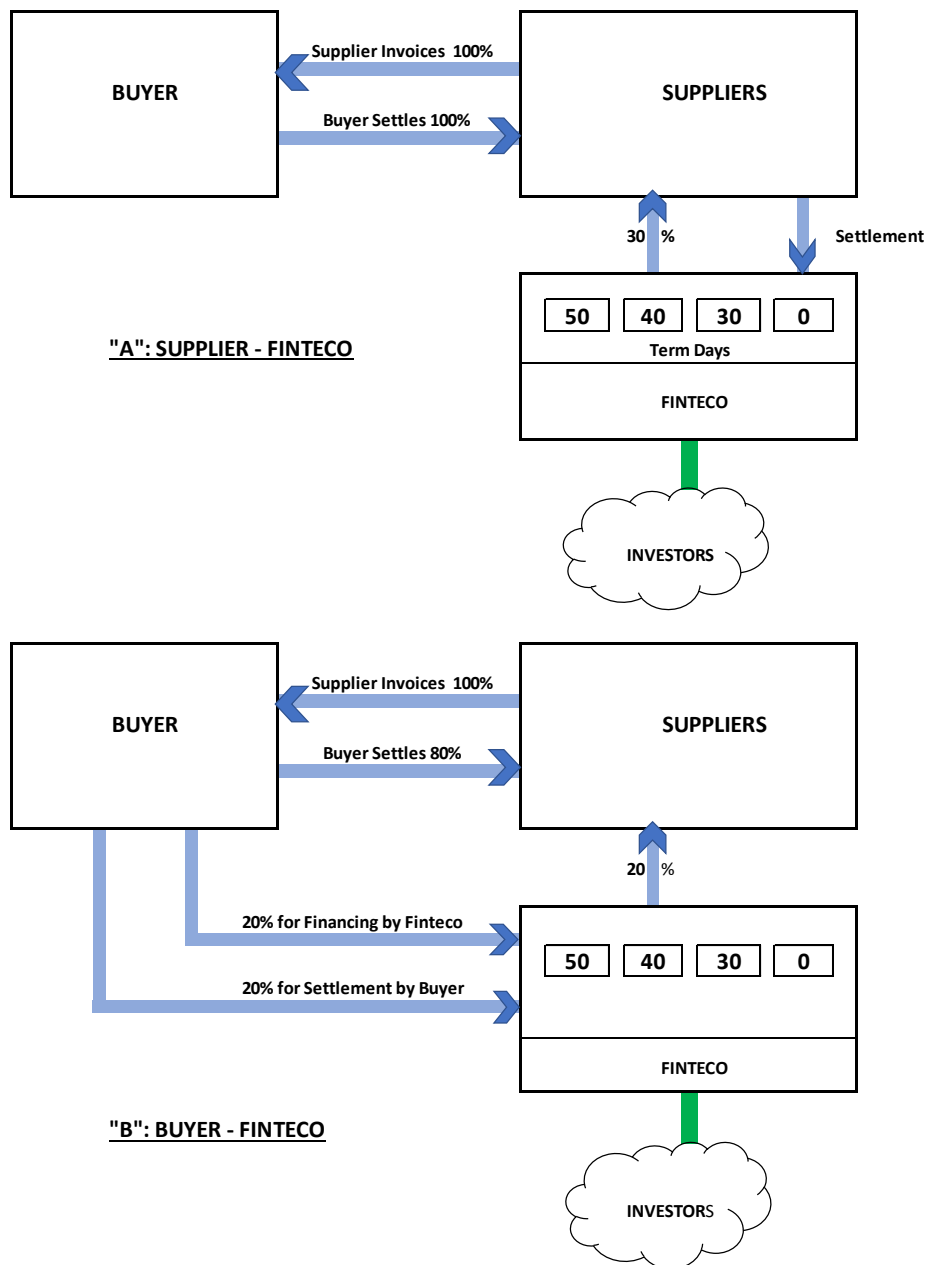 Supplier Invoices 100%
BUYER
SUPPLIERS
Buyer Settles 100%
30 %
Settlement
50 40 30 0
"A": SUPPLIER - FINTECO
Term Days
FINTECO
INVESTORS
Supplier Invoices 100%
BUYER
SUPPLIERS
Buyer Settles 80%
20 %
20% for Financing by Finteco
50 40 30 0
20% for Settlement by Buyer
FINTECO
"B": BUYER - FINTECO
INVESTORS